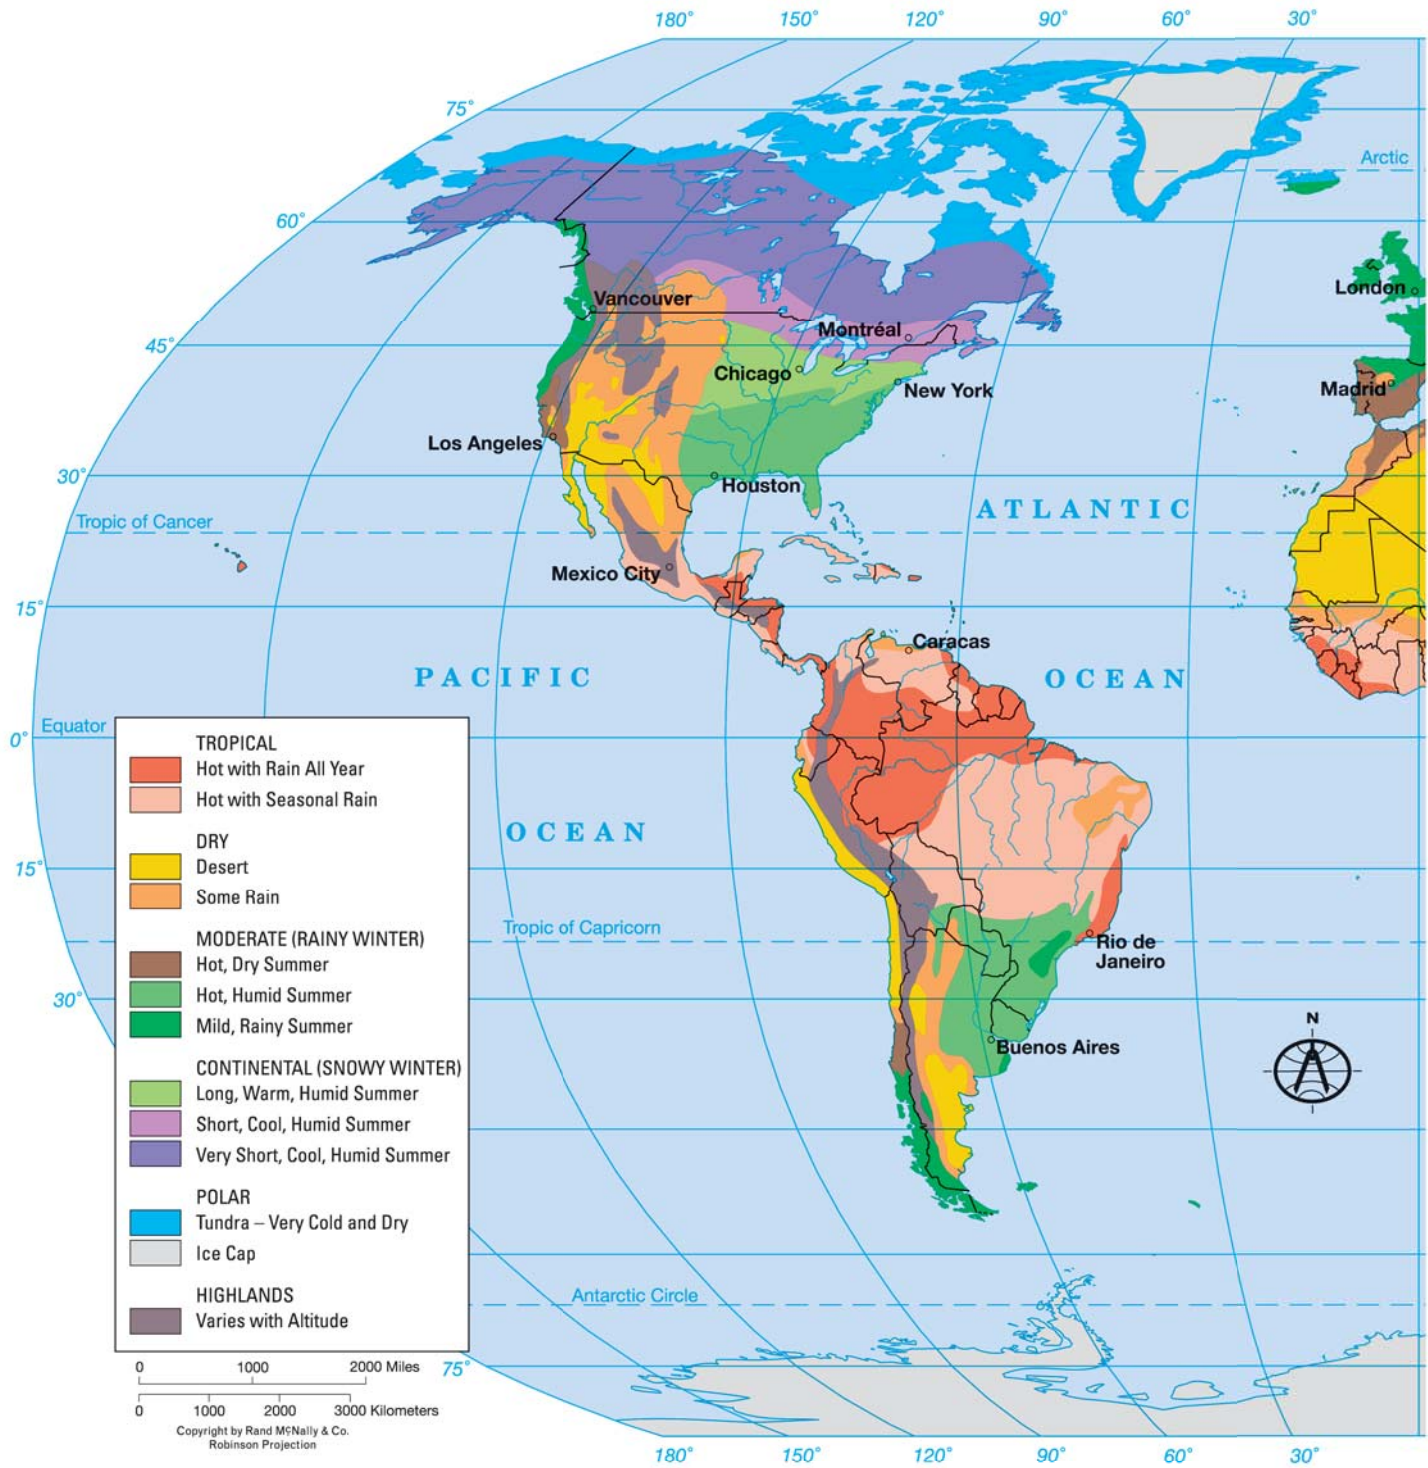 180° 150° 120° 90° 60° 30°
75°
Arctic
60°
London
Vancouver
Montréal
45°
Chicago
Madrid
New York
Los Angeles
30°
Houston
ATLANTIC
Tropic of Cancer
Mexico City
15°
Caracas
PACIFIC
OCEAN
Equator
0°
OCEAN
15°
Tropic of Capricorn
Rio de
Janeiro
30°
N
Buenos Aires
Antarctic Circle
75°
TROPICAL
Hot with Rain All Year
Hot with Seasonal Rain
DRY
Desert
Some Rain
MODERATE (RAINY WINTER)
Hot, Dry Summer
Hot, Humid Summer
Mild, Rainy Summer
CONTINENTAL (SNOWY WINTER)
Long, Warm, Humid Summer
Short, Cool, Humid Summer
Very Short, Cool, Humid Summer
POLAR
Tundra – Very Cold and Dry
Ice Cap
HIGHLANDS
Varies with Altitude
0 1000 2000 Miles
0 1000 2000 3000 Kilometers
Copyright by Rand McNally & Co.
Robinson Projection
180° 150° 120° 90° 60° 30°